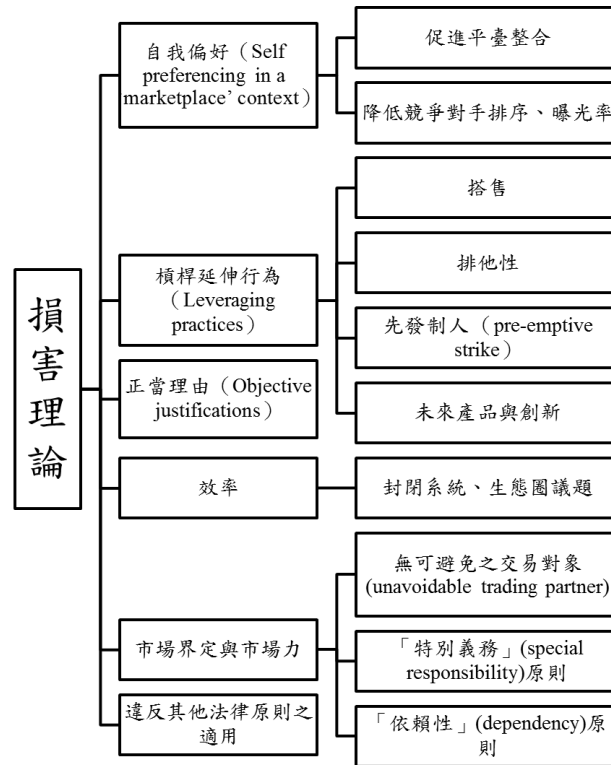 損害理論
自我偏好（Self
preferencing in a
marketplace’ context）
促進平臺整合
降低競爭對手排序、曝光率
槓桿延伸行為
（Leveraging
practices）
搭售
排他性
先發制人（pre-emptive
strike）
未來產品與創新
正當理由（Objective
justifications）
效率
封閉系統、生態圈議題
市場界定與市場力
無可避免之交易對象
(unavoidable trading partner)
「特別義務」(special
responsibility)原則
「依賴性」(dependency)原
則
違反其他法律原則之
適用